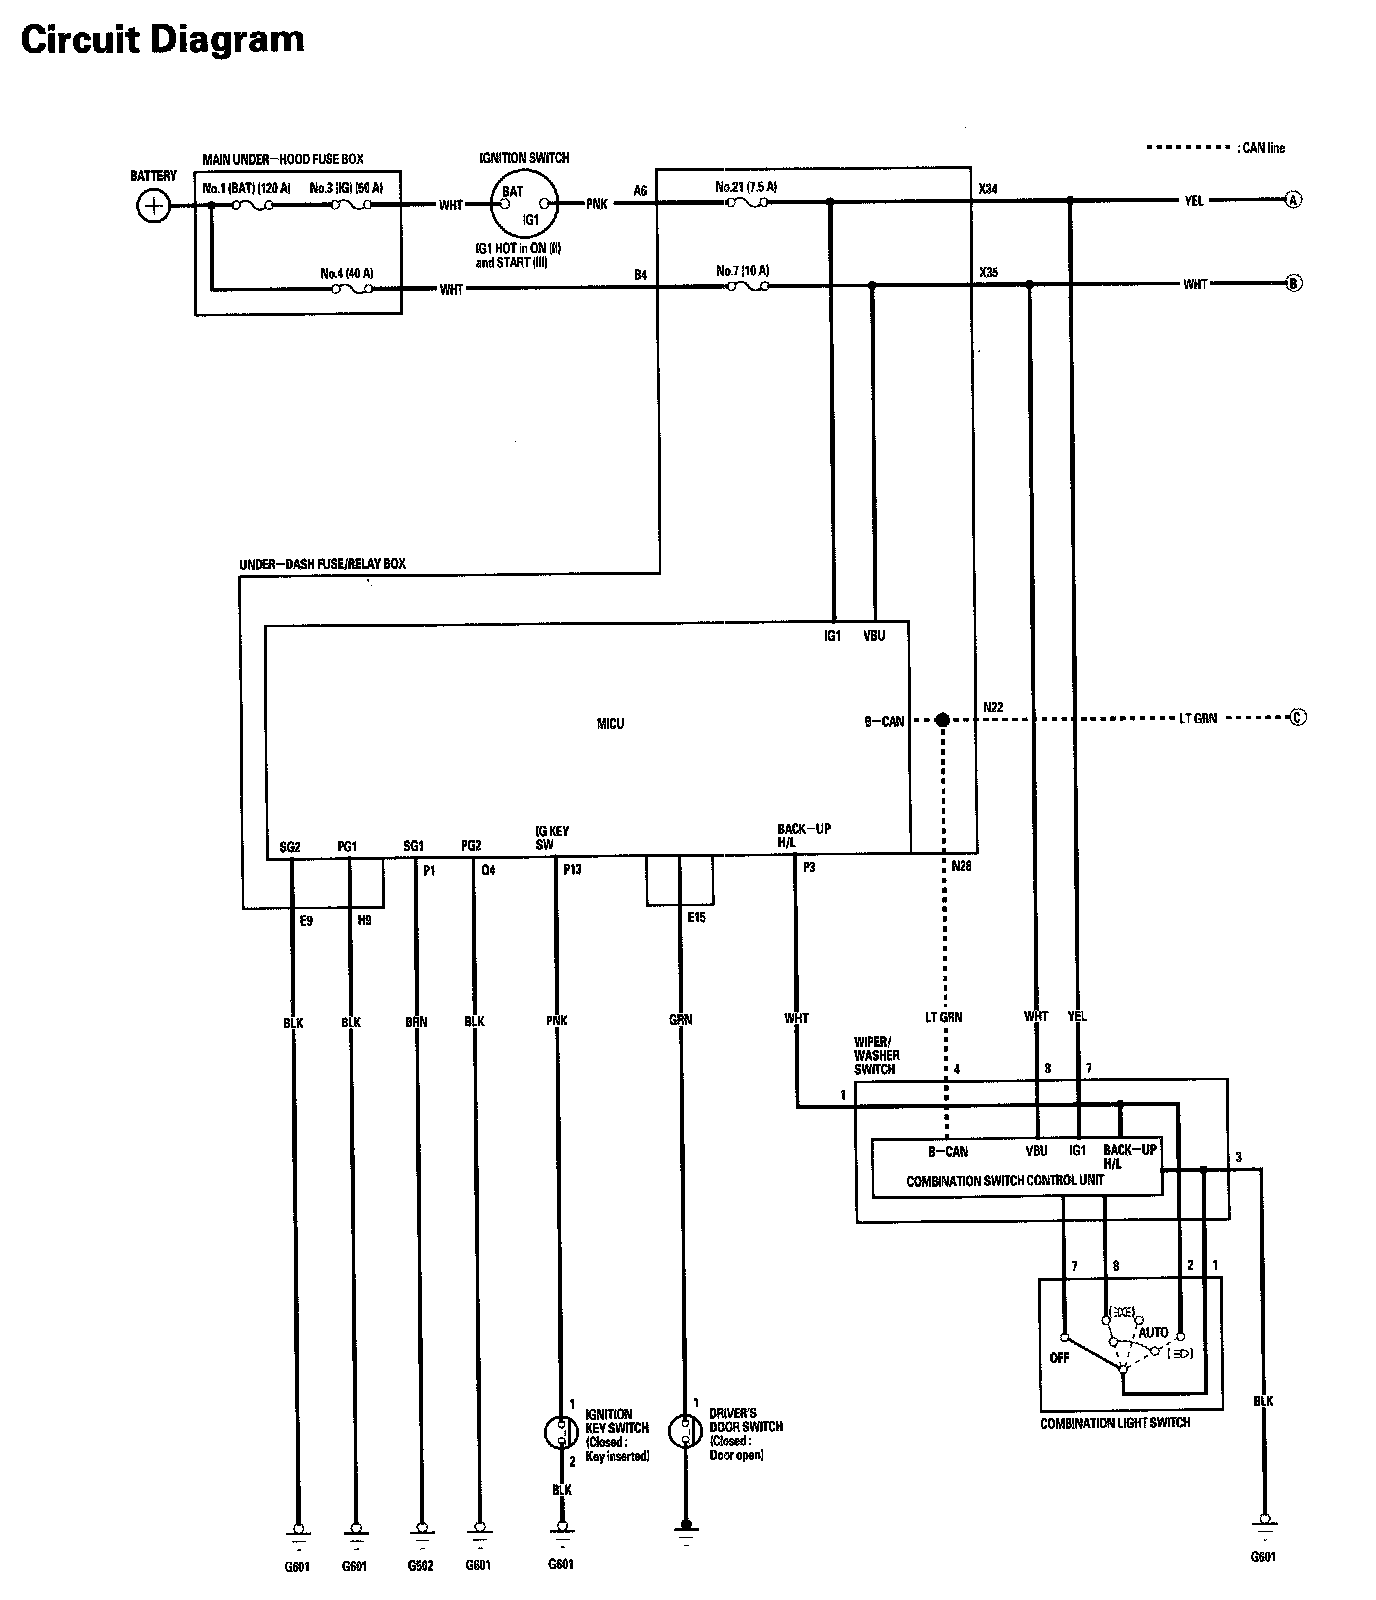 Circuit Diagram
: CAN line
MAIN UNDER-HOOD FUSE BOX
IGNITION SWITCH
BATTERY
No.1 (BAT) (120 A)
No.3 (IG) (50 A)
BAT
IG1
A6
No.21 (7.5 A)
X34
WHT
PNK
YEL
A
IG1 HOT in ON (II)
and START (III)
No.4 (40 A)
WHT
B4
No.7 (10 A)
X35
WHT
B
UNDER-DASH FUSE/RELAY BOX
IG1
VBU
MICU
B-CAN
N22
LT GRN
C
SG2
PG1
SG1
PG2
IG KEY
SW
BACK-UP
H/L
P1
Q4
P13
P3
N28
E9
H9
E15
BLK
BLK
BRN
BLK
PNK
GRN
WHT
LT GRN
WHT
YEL
WIPER/
WASHER
SWITCH
4
8
7
1
B-CAN
VBU
IG1
BACK-UP
H/L
3
COMBINATION SWITCH CONTROL UNIT
7
8
2
1
AUTO
OFF
BLK
COMBINATION LIGHT SWITCH
1
IGNITION
KEY SWITCH
(Closed :
Key inserted)
2
1
DRIVER'S
DOOR SWITCH
(Closed :
Door open)
BLK
G601
G601
G502
G601
G601
G601